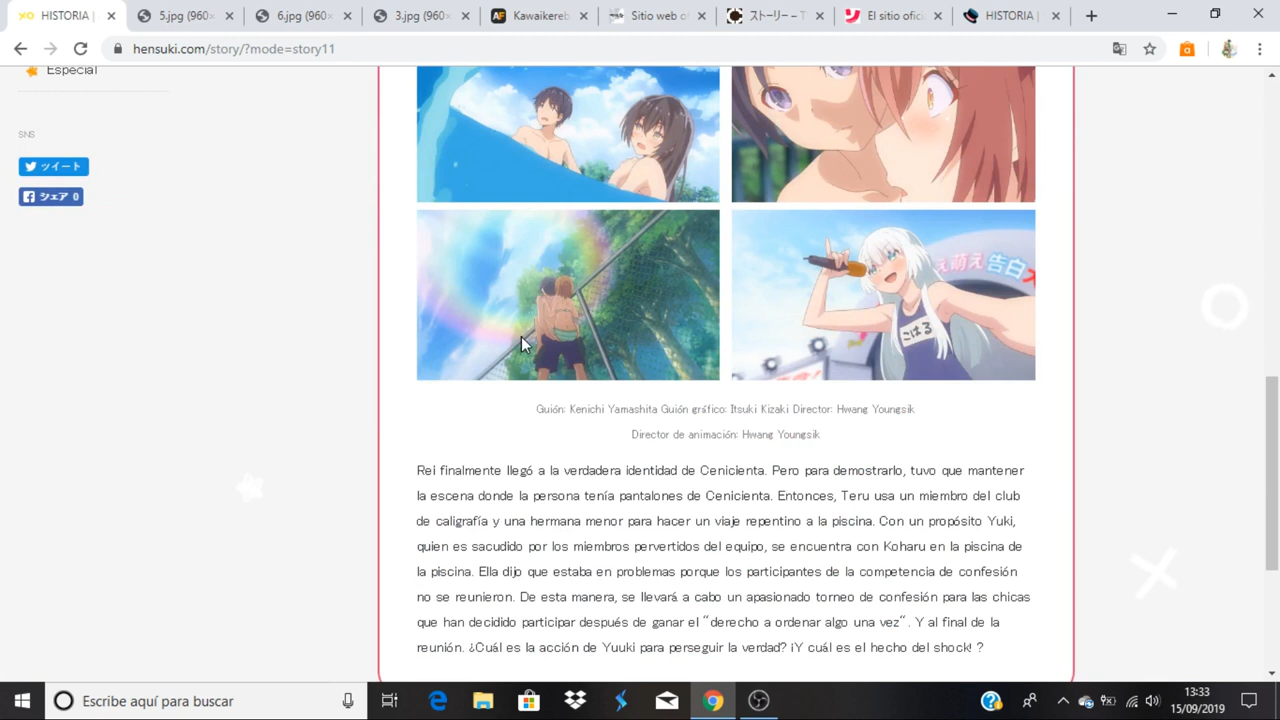 HISTORIA |
5.jpg (960×
6.jpg (960×
3.jpg (960×
Kawaikereb
Sitio web o
ストーリー – T
El sitio ofici
HISTORIA |
hensuki.com/story/?mode=story11
Especial
SNS
ツイート
シェア 0
え萌え告白
こはる
Guión: Kenichi Yamashita Guión gráfico: Itsuki Kizaki Director: Hwang Youngsik
Director de animación: Hwang Youngsik
Rei finalmente llegó a la verdadera identidad de Cenicienta. Pero para demostrarlo, tuvo que mantener
la escena donde la persona tenía pantalones de Cenicienta. Entonces, Teru usa un miembro del club
de caligrafía y una hermana menor para hacer un viaje repentino a la piscina. Con un propósito Yuki,
quien es sacudido por los miembros pervertidos del equipo, se encuentra con Koharu en la piscina de
la piscina. Ella dijo que estaba en problemas porque los participantes de la competencia de confesión
no se reunieron. De esta manera, se llevará a cabo un apasionado torneo de confesión para las chicas
que han decidido participar después de ganar el “derecho a ordenar algo una vez“. Y al final de la
reunión. ¿Cuál es la acción de Yuuki para perseguir la verdad? ¡Y cuál es el hecho del shock! ?
Escribe aquí para buscar
13:33
15/09/2019